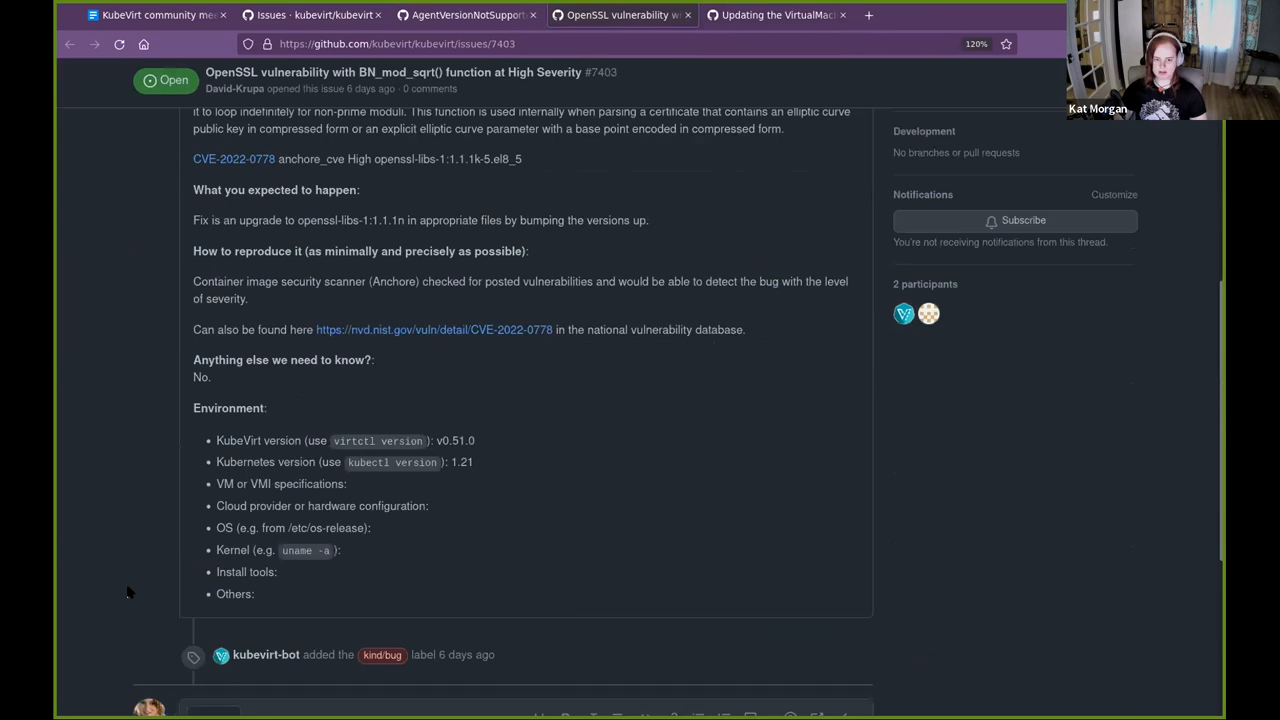 KubeVirt community mee
Issues · kubevirt/kubevirt
AgentVersionNotSupport
OpenSSL vulnerability w
Updating the VirtualMac
https://github.com/kubevirt/kubevirt/issues/7403
120%
Kat Morgan
Open
OpenSSL vulnerability with BN_mod_sqrt() function at High Severity #7403
David-Krupa opened this issue 6 days ago · 0 comments
it to loop indefinitely for non-prime moduli. This function is used internally when parsing a certificate that contains an elliptic curve
public key in compressed form or an explicit elliptic curve parameter with a base point encoded in compressed form.
CVE-2022-0778 anchore_cve High openssl-libs-1:1.1.1k-5.el8_5
What you expected to happen:
Fix is an upgrade to openssl-libs-1:1.1.1n in appropriate files by bumping the versions up.
How to reproduce it (as minimally and precisely as possible):
Container image security scanner (Anchore) checked for posted vulnerabilities and would be able to detect the bug with the level
of severity.
Can also be found here https://nvd.nist.gov/vuln/detail/CVE-2022-0778 in the national vulnerability database.
Anything else we need to know?:
No.
Environment:
• KubeVirt version (use virtctl version): v0.51.0
• Kubernetes version (use kubectl version): 1.21
• VM or VMI specifications:
• Cloud provider or hardware configuration:
• OS (e.g. from /etc/os-release):
• Kernel (e.g. uname -a):
• Install tools:
• Others:
kubevirt-bot added the kind/bug label 6 days ago
Development
No branches or pull requests
Notifications
Customize
Subscribe
You're not receiving notifications from this thread.
2 participants